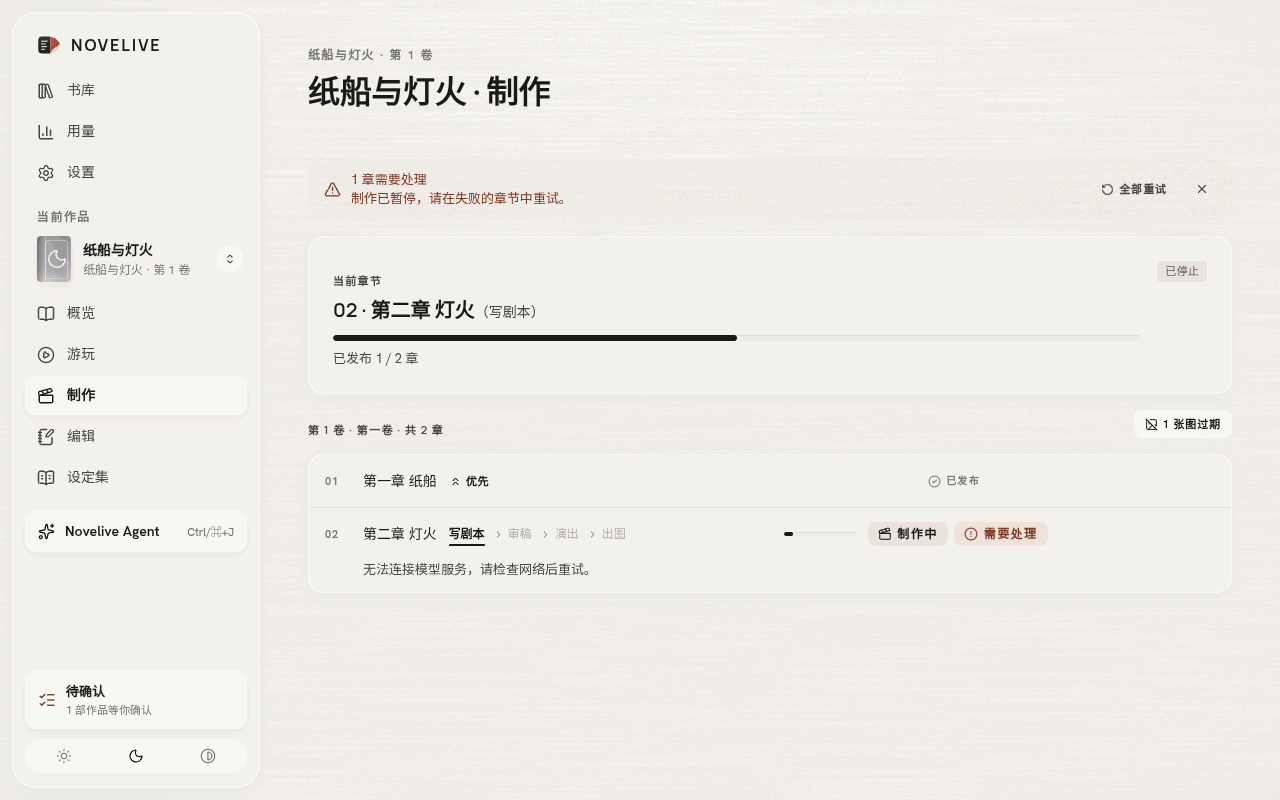 NOVELIVE
书库
用量
设置
当前作品
纸船与灯火
纸船与灯火 · 第 1 卷
概览
游玩
制作
编辑
设定集
Novelive Agent Ctrl/⌘+J
待确认
1 部作品等你确认
纸船与灯火 · 第 1 卷
纸船与灯火 · 制作
1 章需要处理
制作已暂停，请在失败的章节中重试。
全部重试
当前章节
已停止
02 · 第二章 灯火（写剧本）
已发布 1 / 2 章
第 1 卷 · 第一卷 · 共 2 章
1 张图过期
01 第一章 纸船 优先 已发布
02 第二章 灯火 写剧本 › 审稿 › 演出 › 出图 制作中 需要处理
无法连接模型服务，请检查网络后重试。